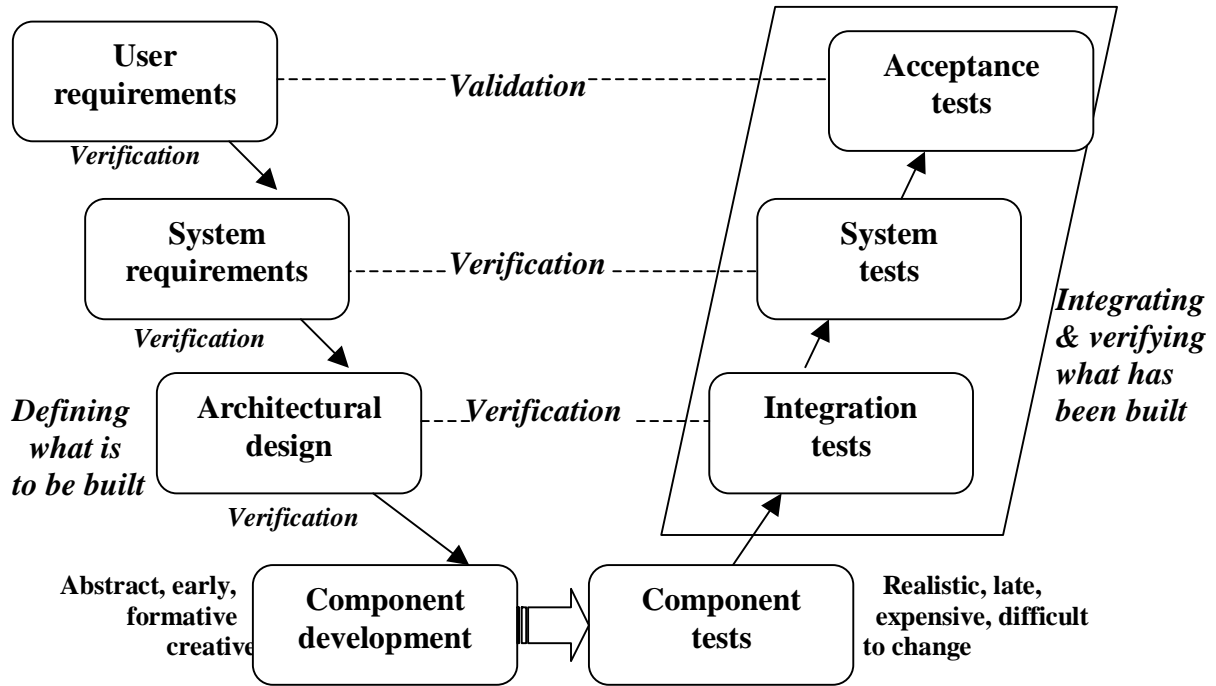 User
requirements
Validation
Acceptance
tests
Verification
System
requirements
Verification
System
tests
Verification
Integrating
& verifying
what has
been built
Defining
what is
to be built
Architectural
design
Verification
Integration
tests
Verification
Abstract, early,
formative
creative
Component
development
Component
tests
Realistic, late,
expensive, difficult
to change